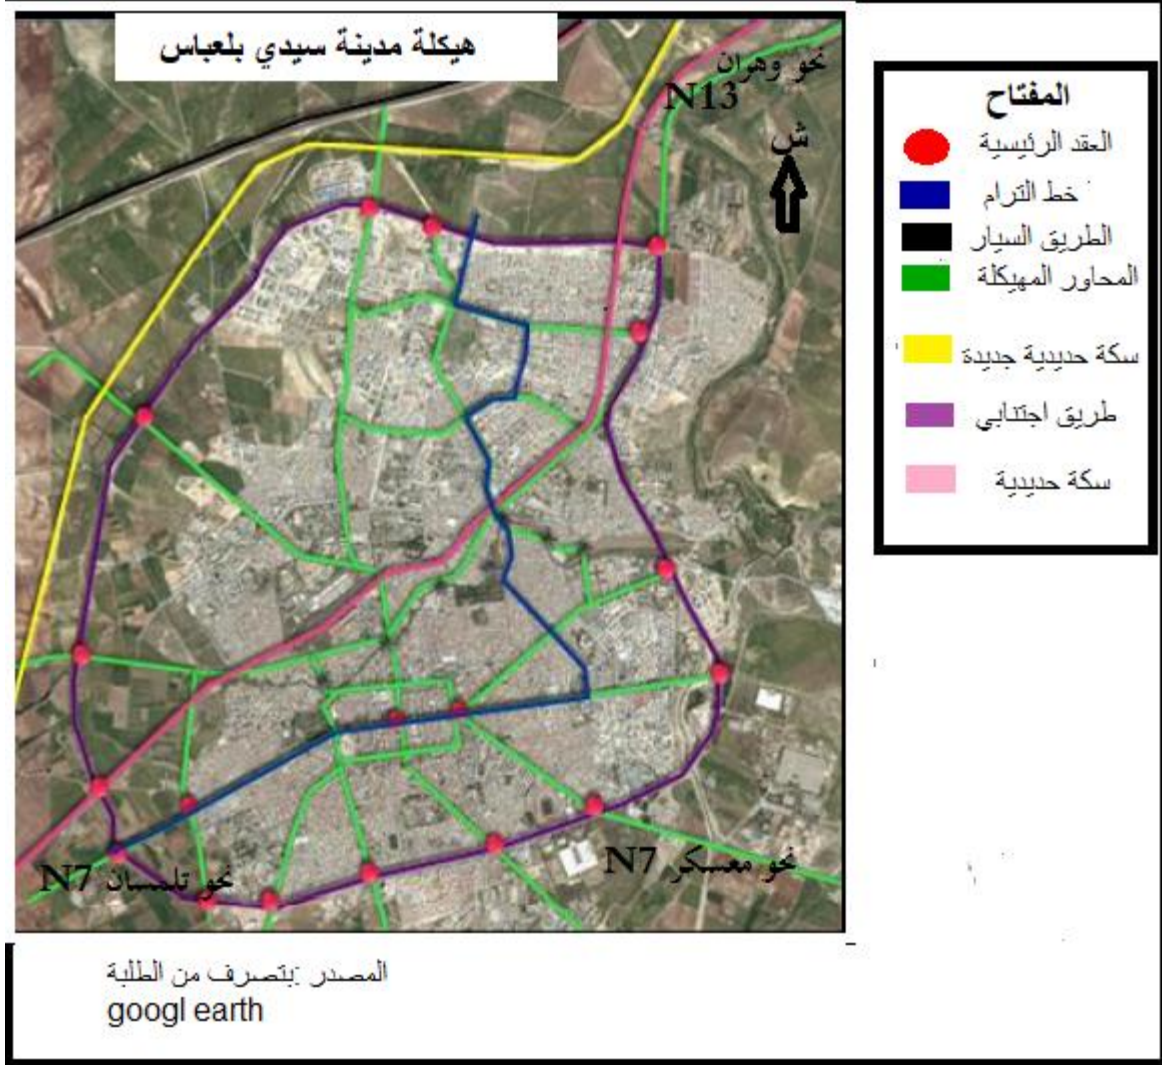 هيكلة مدينة سيدي بلعباس
نحو وهران
N13
ش
المفتاح
العقد الرئيسية
خط الترام
الطريق السيار
المحاور المهيكلة
سكة حديدية جديدة
طريق اجتنابي
سكة حديدية
نحو معسكر N7
نحو تلمسان N7
المصدر :بتصرف من الطلبة
googl earth